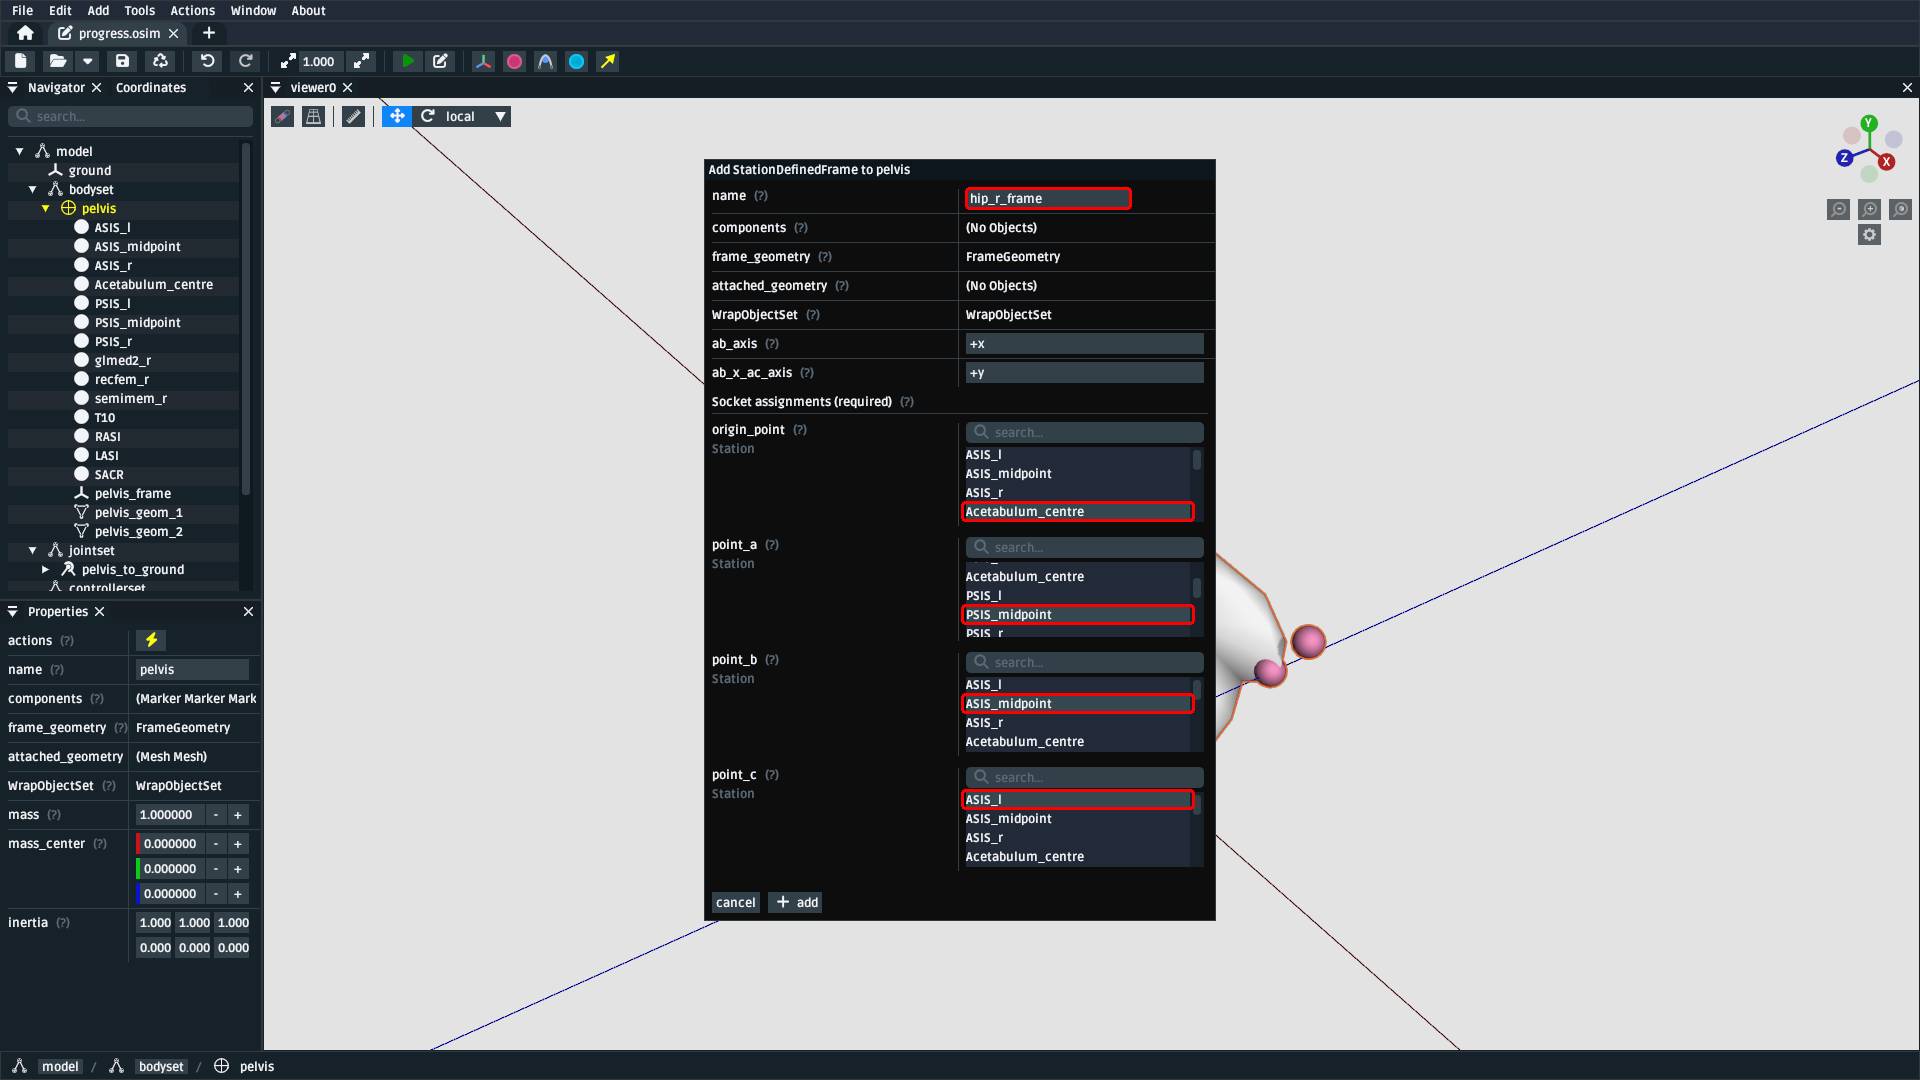 File Edit Add Tools Actions Window About
progress.osim
1.000
Navigator Coordinates
viewer0
search...
local
Y
Z
X
model
ground
bodyset
pelvis
ASIS_l
ASIS_midpoint
ASIS_r
Acetabulum_centre
PSIS_l
PSIS_midpoint
PSIS_r
glmed2_r
recfem_r
semimem_r
T10
RASI
LASI
SACR
pelvis_frame
pelvis_geom_1
pelvis_geom_2
jointset
pelvis_to_ground
controllerset
Properties
actions (?)
name (?) pelvis
components (?) (Marker Marker Mark
frame_geometry (?) FrameGeometry
attached_geometry (Mesh Mesh)
WrapObjectSet (?) WrapObjectSet
mass (?) 1.000000 - +
mass_center (?) 0.000000 - +
0.000000 - +
0.000000 - +
inertia (?) 1.000 1.000 1.000
0.000 0.000 0.000
Add StationDefinedFrame to pelvis
name (?) hip_r_frame
components (?) (No Objects)
frame_geometry (?) FrameGeometry
attached_geometry (?) (No Objects)
WrapObjectSet (?) WrapObjectSet
ab_axis (?) +x
ab_x_ac_axis (?) +y
Socket assignments (required) (?)
origin_point (?) search...
Station
ASIS_l
ASIS_midpoint
ASIS_r
Acetabulum_centre
point_a (?) search...
Station
Acetabulum_centre
PSIS_l
PSIS_midpoint
PSIS_r
point_b (?) search...
Station
ASIS_l
ASIS_midpoint
ASIS_r
Acetabulum_centre
point_c (?) search...
Station
ASIS_l
ASIS_midpoint
ASIS_r
Acetabulum_centre
cancel + add
model / bodyset / pelvis